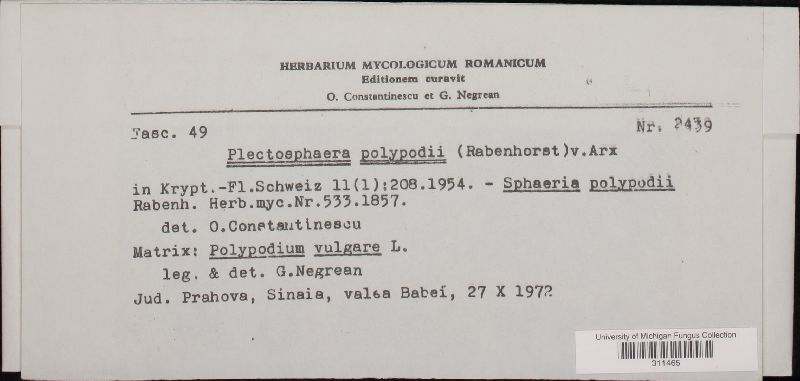 HERBARIUM MYCOLOGICUM ROMANICUM
Editionem curavit
O. Constantinescu et G. Negrean
Fasc. 49
Nr. 2439
Plectosphaera polypodii (Rabenhorst)v.Arx
in Krypt.-Fl.Schweiz 11(1):208.1954. - Sphaeria polypodii
Rabenh. Herb.myc.Nr.533.1857.
det. O.Constantinescu
Matrix: Polypodium vulgare L.
leg. & det. G.Negrean
Jud. Prahova, Sinaia, valea Babei, 27 X 1972
University of Michigan Fungus Collection
311465